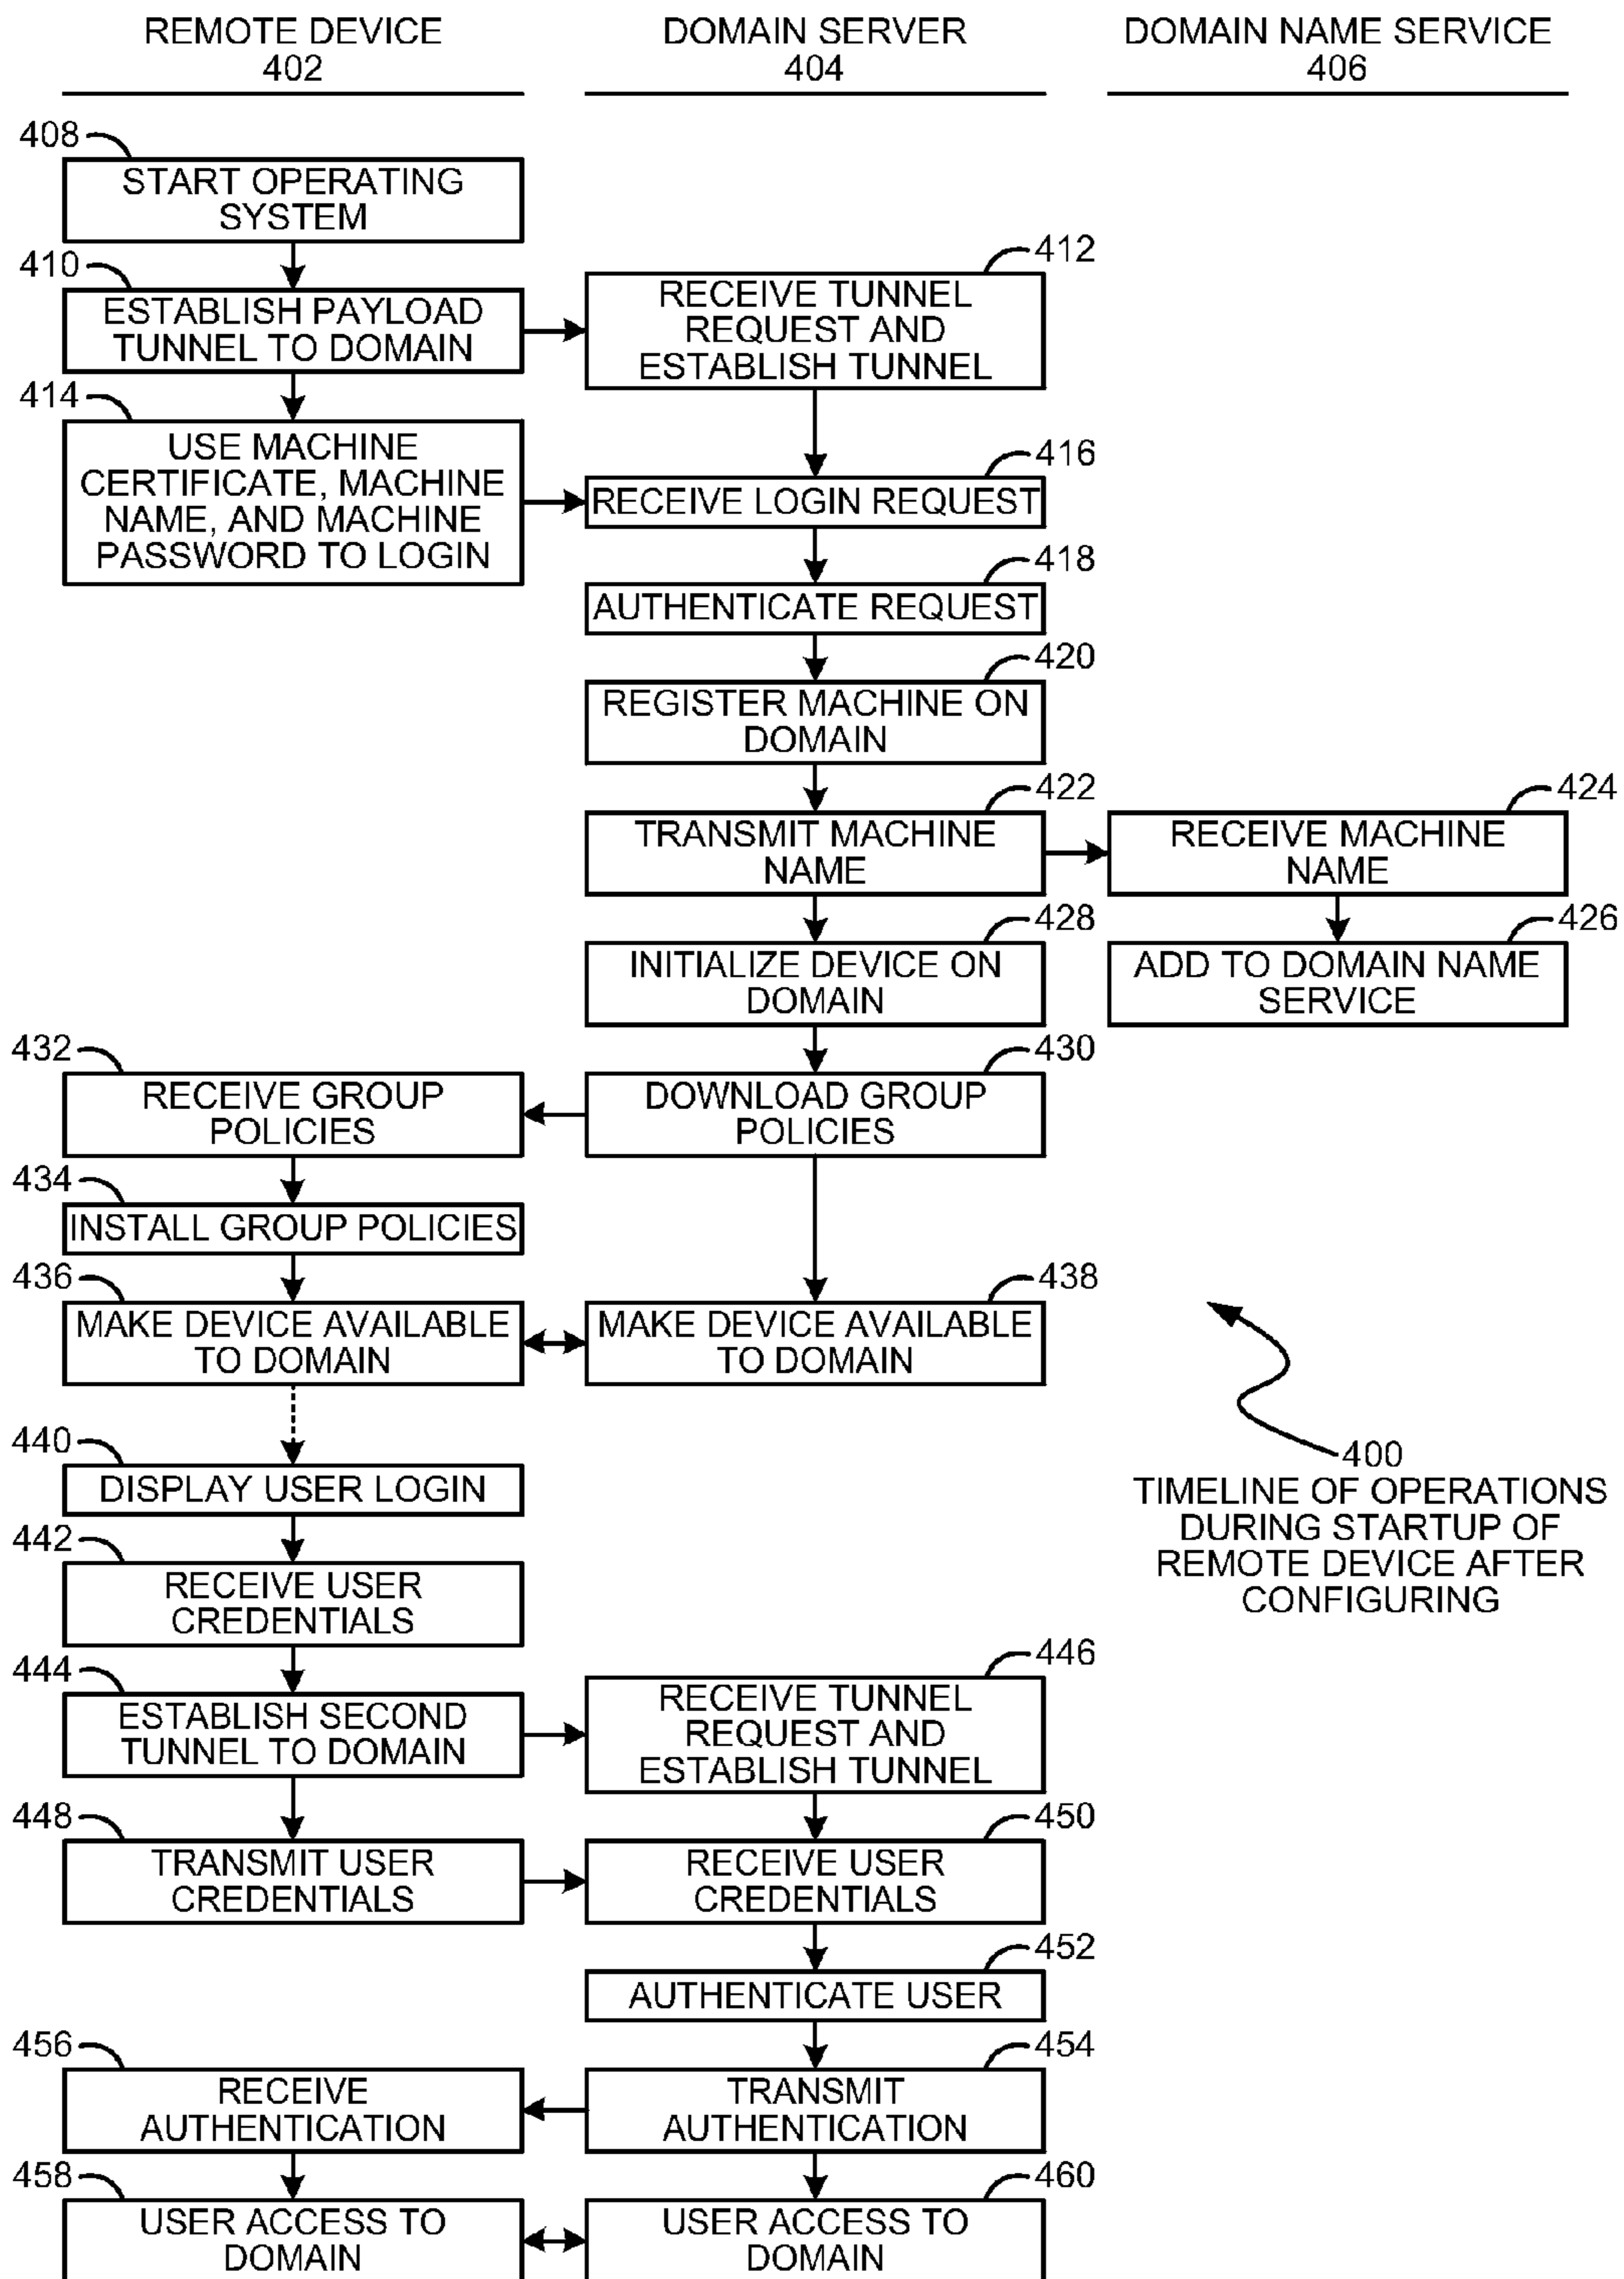 REMOTE DEVICE
402
DOMAIN SERVER
404
DOMAIN NAME SERVICE
406
408
START OPERATING
SYSTEM
410
ESTABLISH PAYLOAD
TUNNEL TO DOMAIN
412
RECEIVE TUNNEL
REQUEST AND
ESTABLISH TUNNEL
414
USE MACHINE
CERTIFICATE, MACHINE
NAME, AND MACHINE
PASSWORD TO LOGIN
416
RECEIVE LOGIN REQUEST
418
AUTHENTICATE REQUEST
420
REGISTER MACHINE ON
DOMAIN
422
TRANSMIT MACHINE
NAME
424
RECEIVE MACHINE
NAME
428
INITIALIZE DEVICE ON
DOMAIN
426
ADD TO DOMAIN NAME
SERVICE
432
RECEIVE GROUP
POLICIES
430
DOWNLOAD GROUP
POLICIES
434
INSTALL GROUP POLICIES
436
MAKE DEVICE AVAILABLE
TO DOMAIN
438
MAKE DEVICE AVAILABLE
TO DOMAIN
400
TIMELINE OF OPERATIONS
DURING STARTUP OF
REMOTE DEVICE AFTER
CONFIGURING
440
DISPLAY USER LOGIN
442
RECEIVE USER
CREDENTIALS
444
ESTABLISH SECOND
TUNNEL TO DOMAIN
446
RECEIVE TUNNEL
REQUEST AND
ESTABLISH TUNNEL
448
TRANSMIT USER
CREDENTIALS
450
RECEIVE USER
CREDENTIALS
452
AUTHENTICATE USER
456
RECEIVE
AUTHENTICATION
454
TRANSMIT
AUTHENTICATION
458
USER ACCESS TO
DOMAIN
460
USER ACCESS TO
DOMAIN